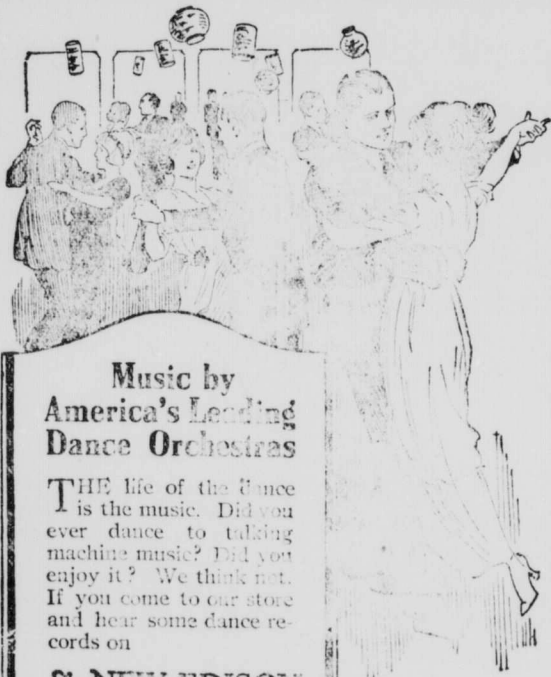 Music by
America's Leading
Dance Orchestras
THE life of the dance
is the music. Did you
ever dance to talking
machine music? Did you
enjoy it? We think not.
If you come to our store
and hear some dance re-
cords on
NEW EDISON